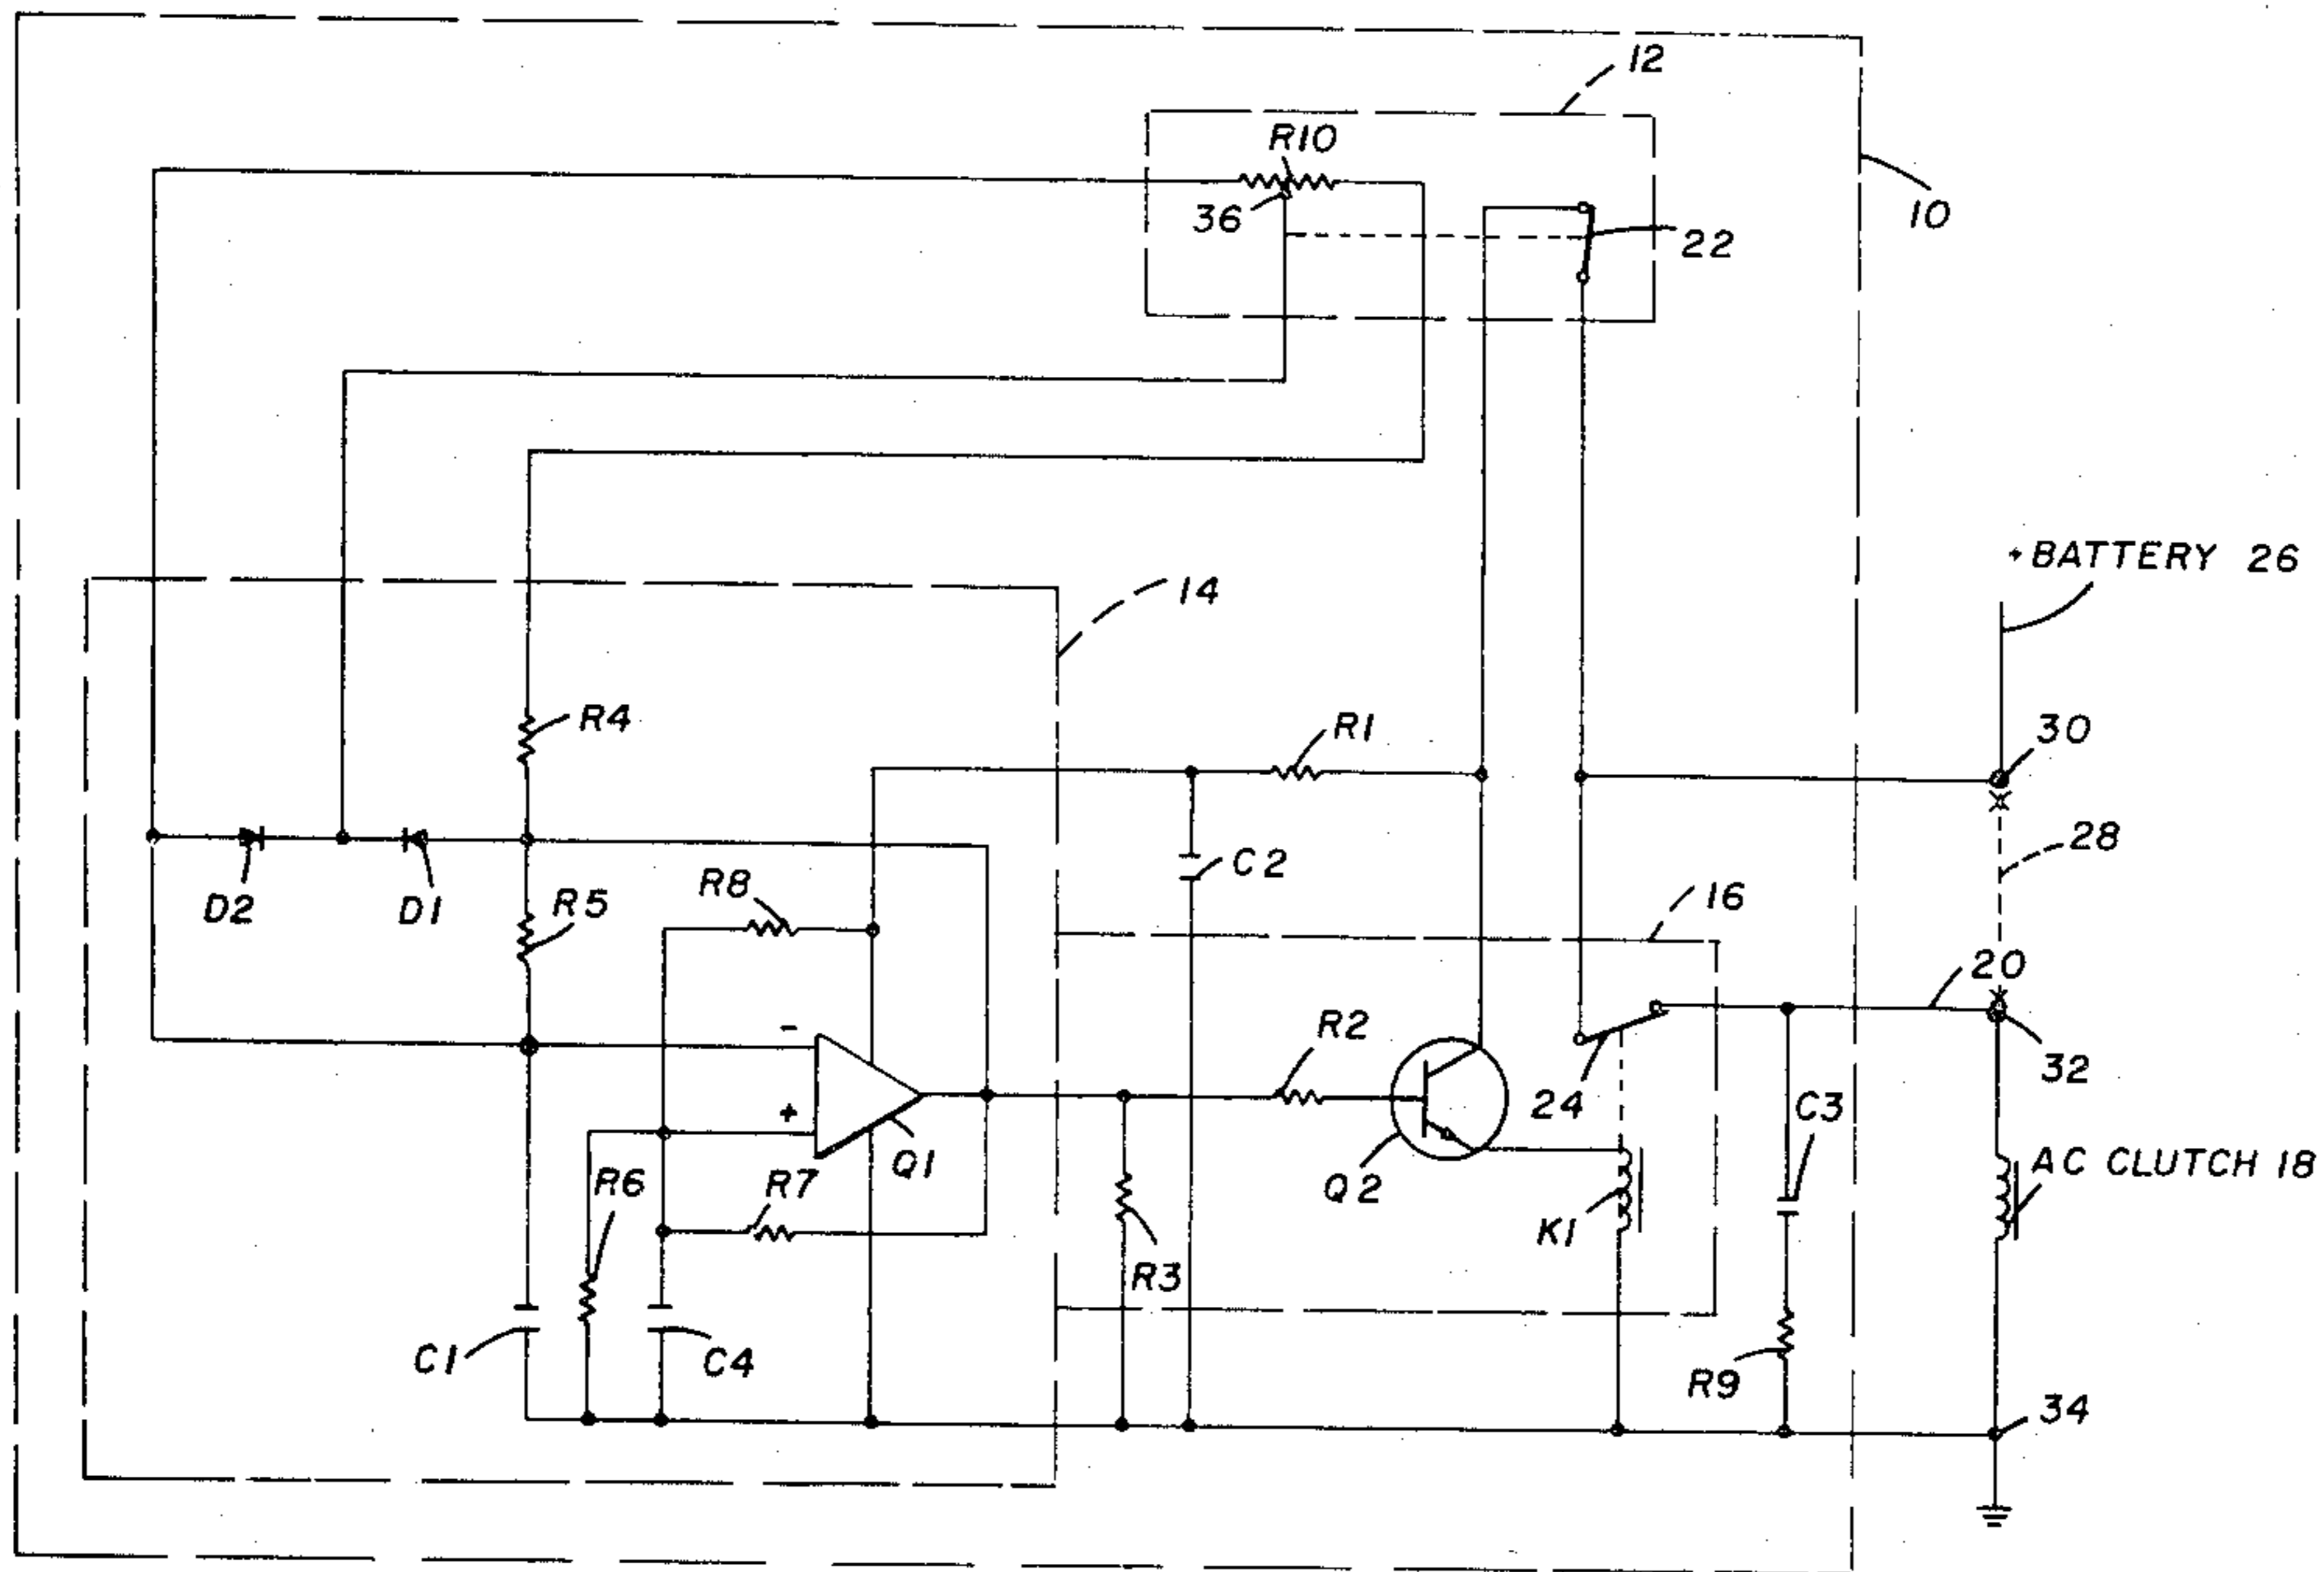 12
R10
36
22
10
+BATTERY 26
14
R4
R1
30
D2
D1
R8
R5
C2
28
16
20
-
+
R2
24
32
C3
Q1
R6
R7
Q2
K1
AC CLUTCH 18
R3
C1
C4
R9
34